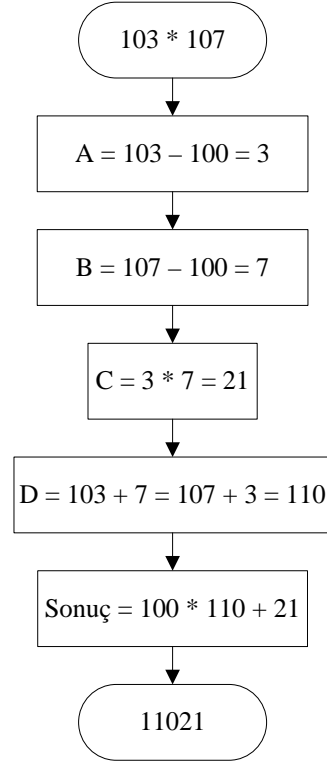 103 * 107
A = 103 – 100 = 3
B = 107 – 100 = 7
C = 3 * 7 = 21
D = 103 + 7 = 107 + 3 = 110
Sonuç = 100 * 110 + 21
11021